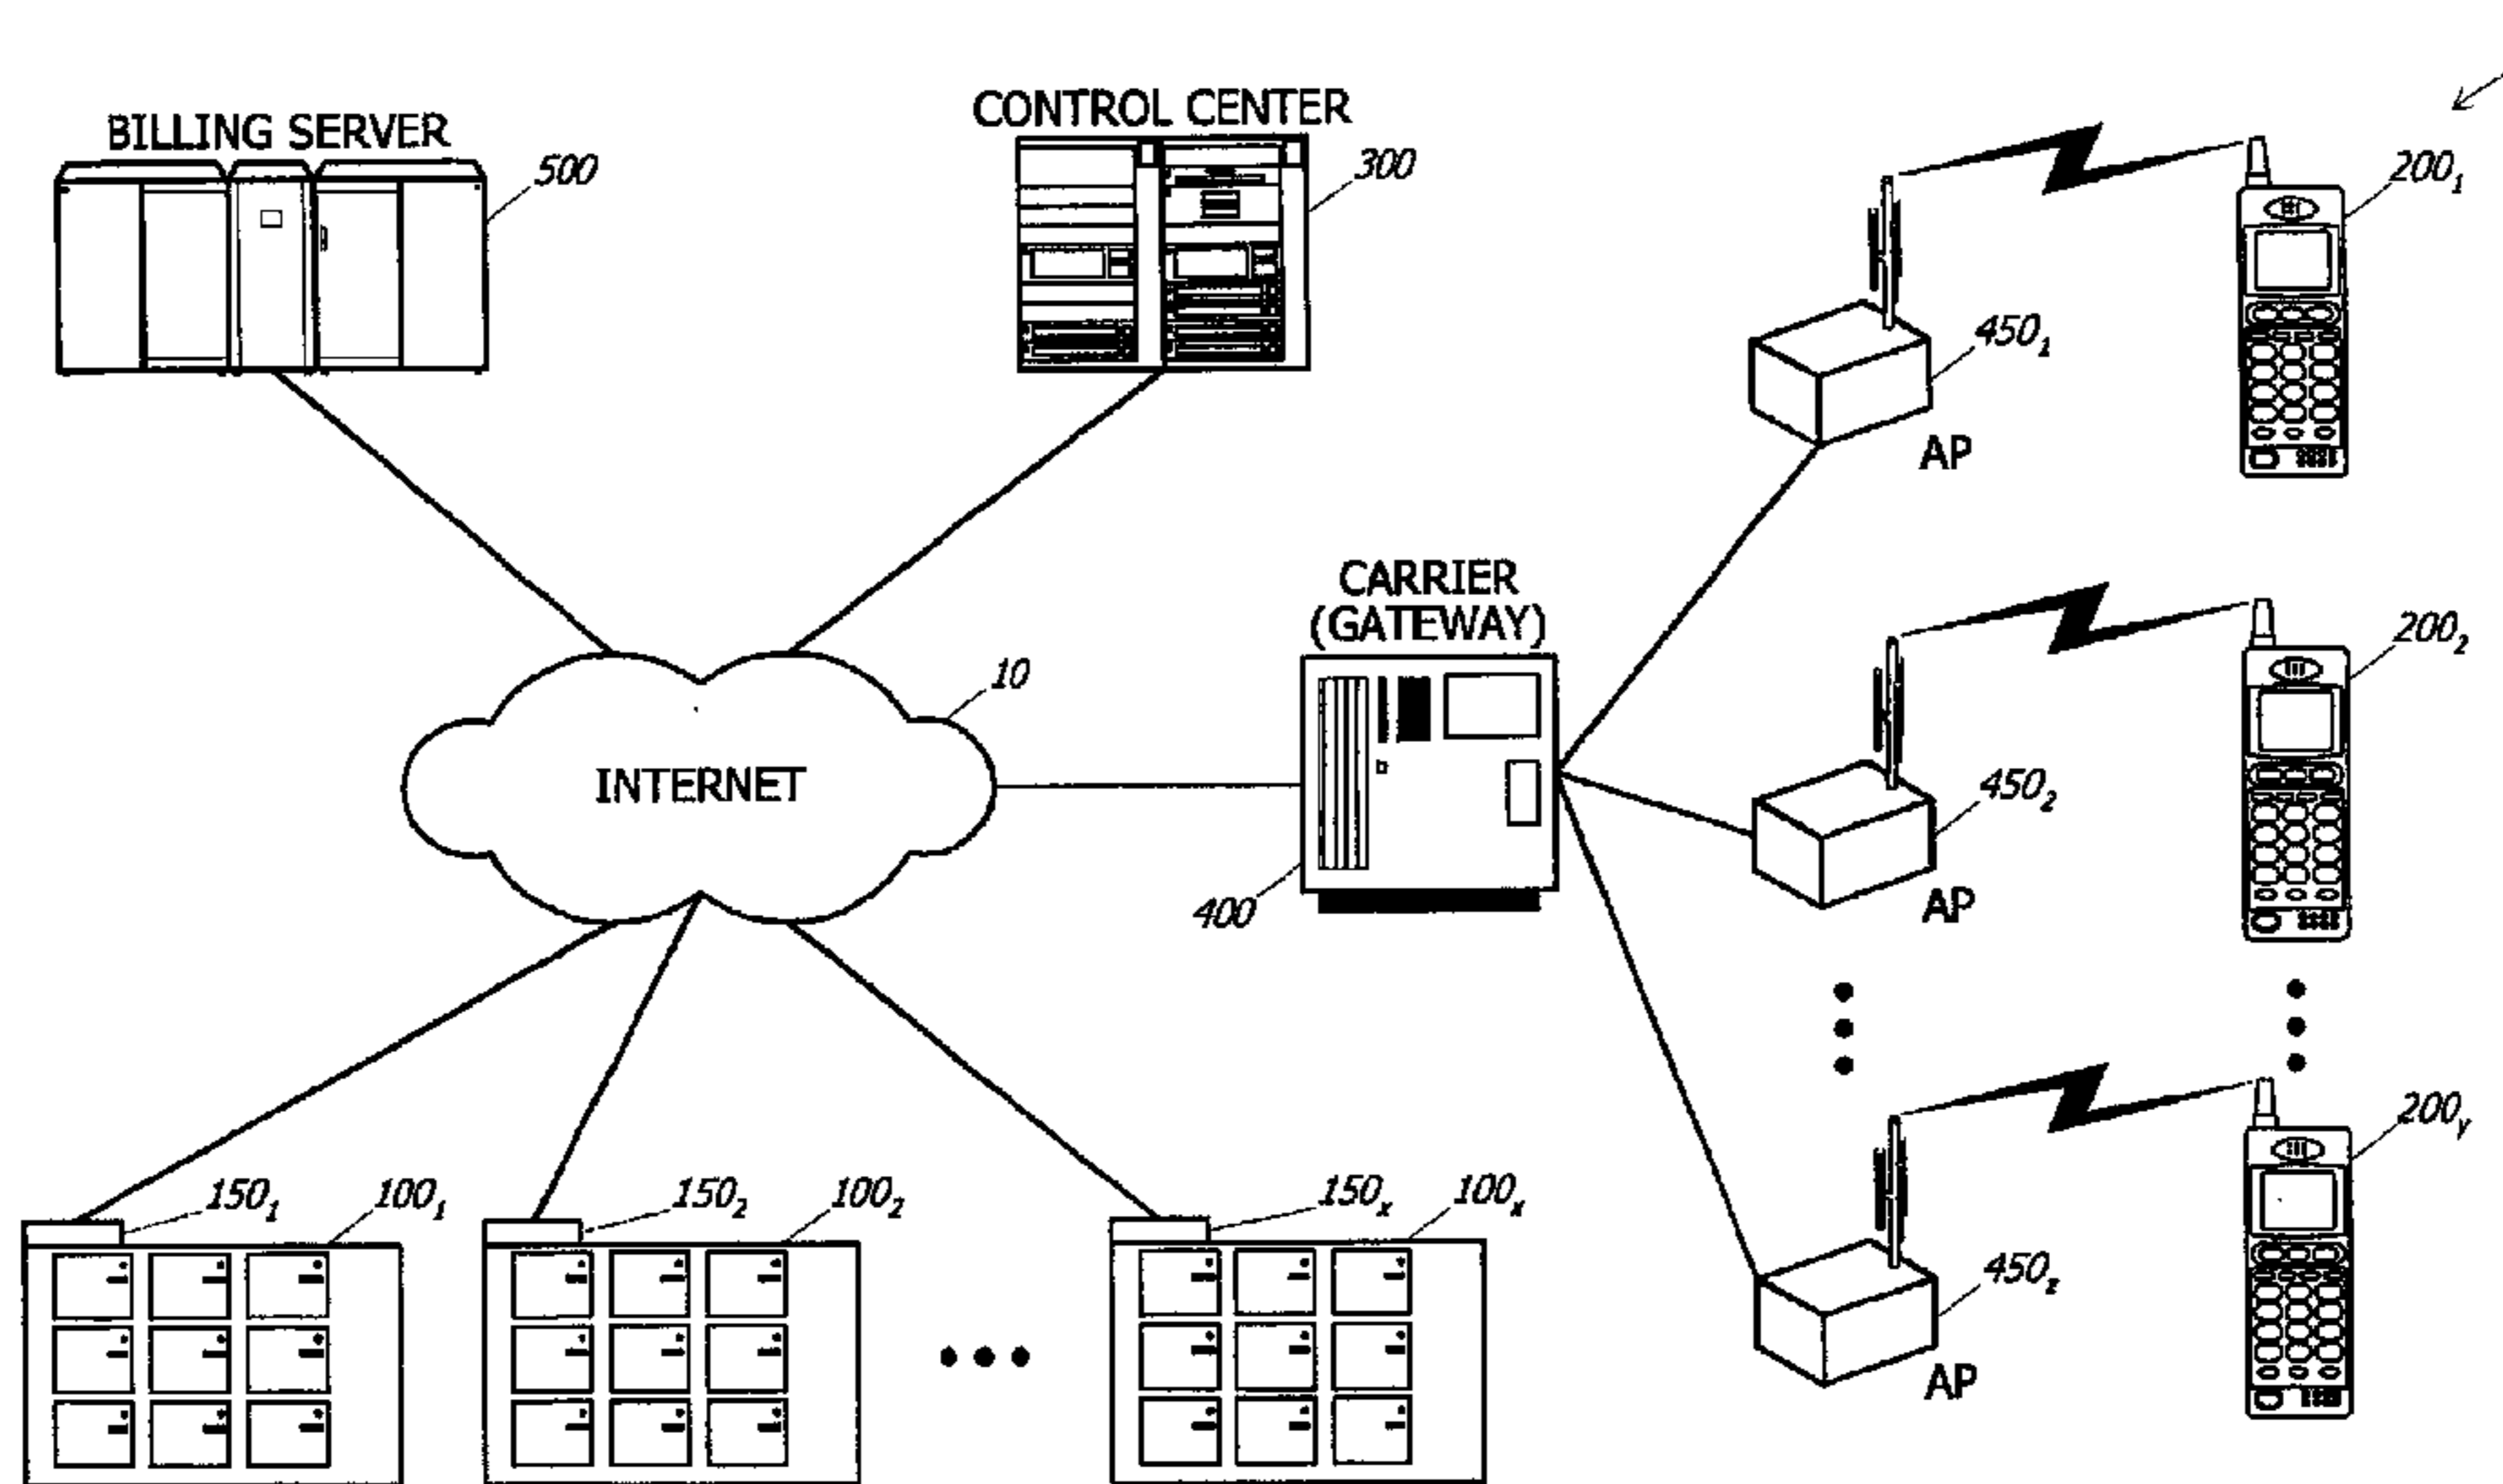 BILLING SERVER
500
CONTROL CENTER
300
200₁
450₁
AP
CARRIER
(GATEWAY)
200₂
10
INTERNET
450₂
400
AP
200y
150₁
100₁
150₂
100₂
150ₓ
100ₓ
450z
AP